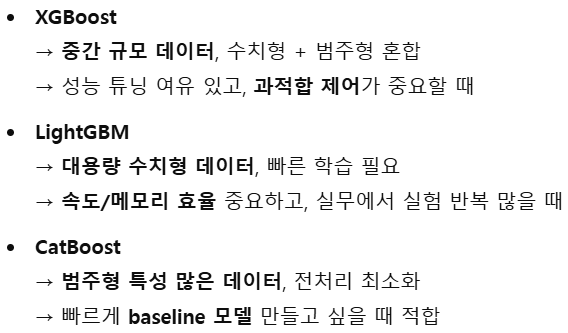 • XGBoost
→ 중간 규모 데이터, 수치형 + 범주형 혼합
→ 성능 튜닝 여유 있고, 과적합 제어가 중요할 때
• LightGBM
→ 대용량 수치형 데이터, 빠른 학습 필요
→ 속도/메모리 효율 중요하고, 실무에서 실험 반복 많을 때
• CatBoost
→ 범주형 특성 많은 데이터, 전처리 최소화
→ 빠르게 baseline 모델 만들고 싶을 때 적합